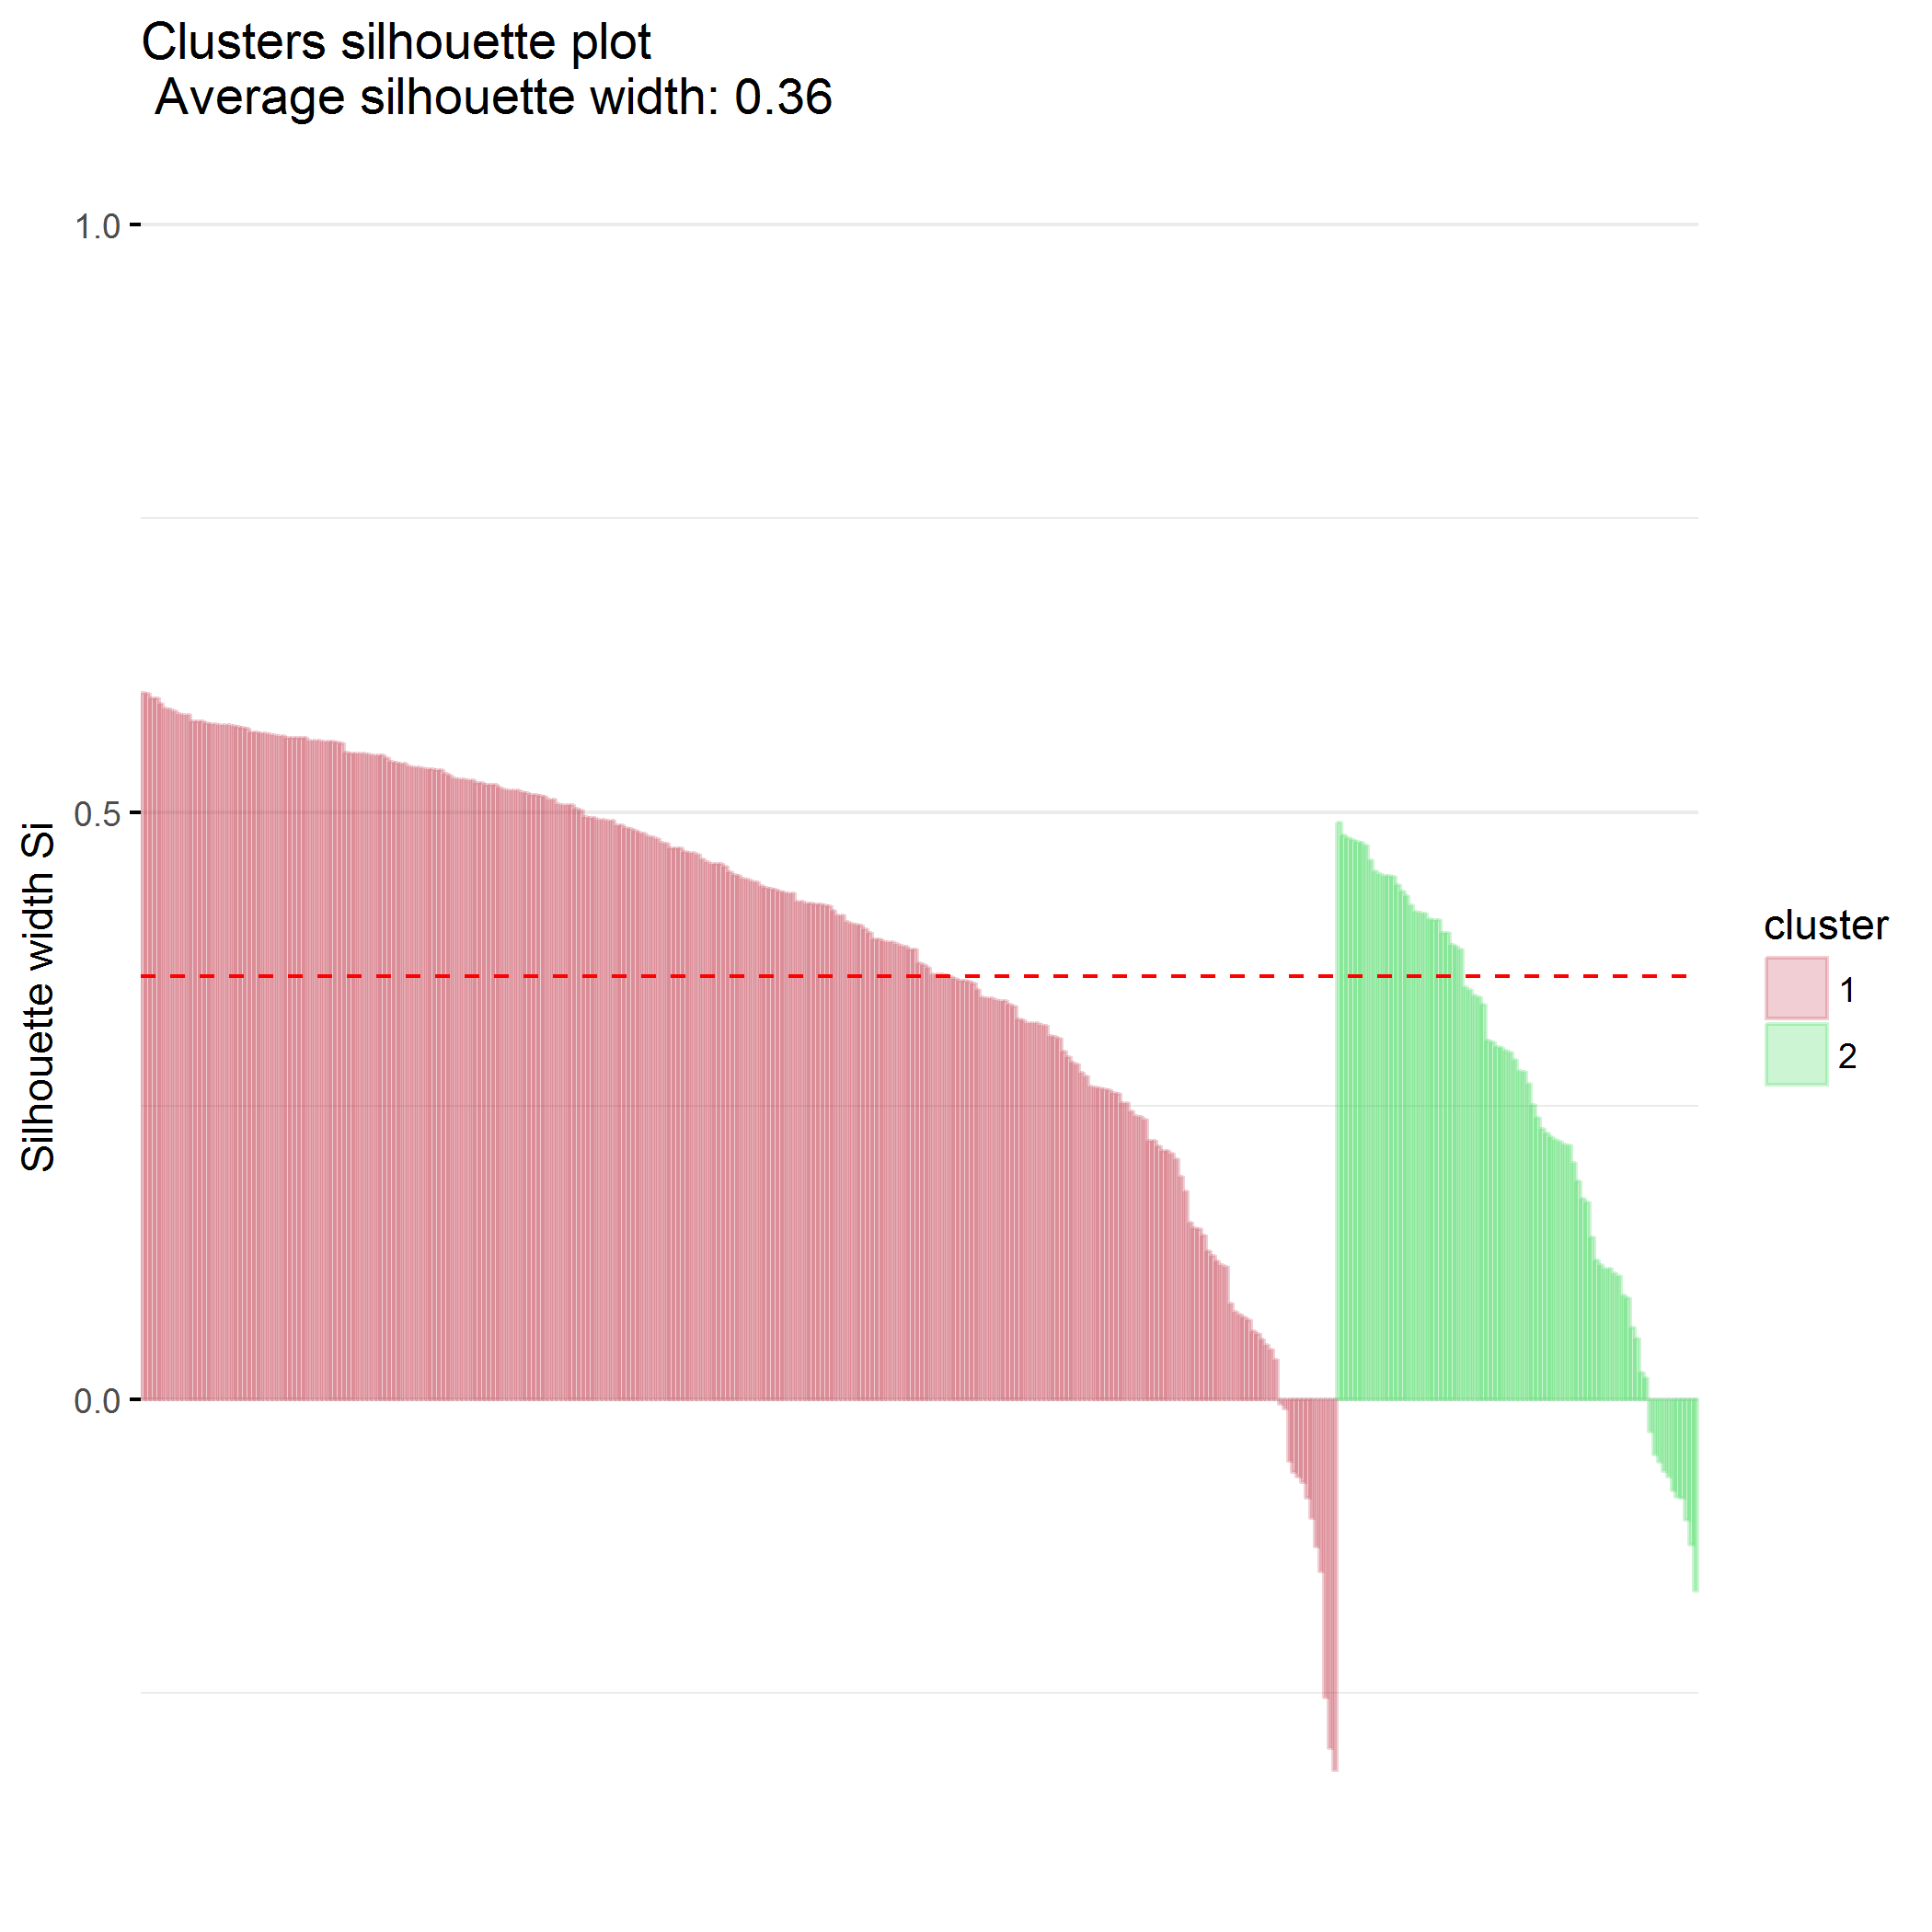 Clusters silhouette plot
Average silhouette width: 0.36
1.0
0.5
0.0
Silhouette width Si
cluster
1
2